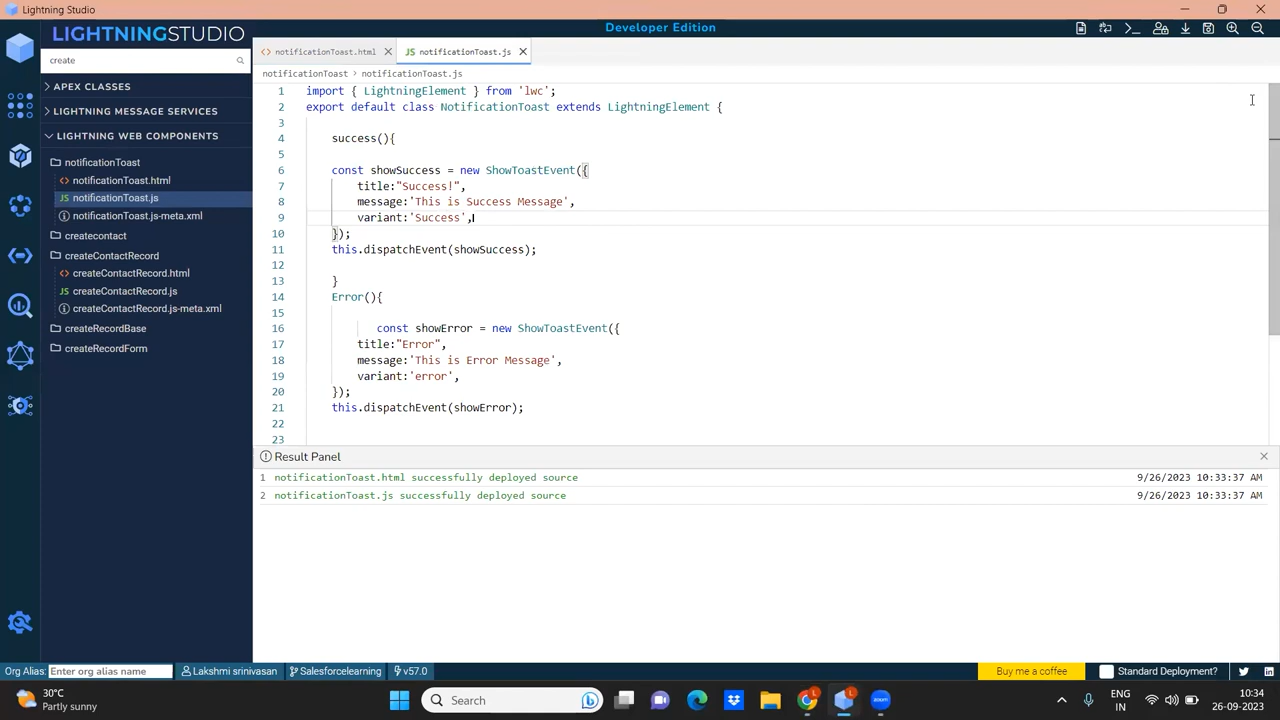 Lightning Studio
LIGHTNINGSTUDIO
Developer Edition
create
notificationToast.html
JS notificationToast.js
notificationToast > notificationToast.js
APEX CLASSES
LIGHTNING MESSAGE SERVICES
LIGHTNING WEB COMPONENTS
notificationToast
notificationToast.html
JS notificationToast.js
notificationToast.js-meta.xml
createcontact
createContactRecord
createContactRecord.html
JS createContactRecord.js
createContactRecord.js-meta.xml
createRecordBase
createRecordForm
1 import { LightningElement } from 'lwc';
2 export default class NotificationToast extends LightningElement {
3
4 success(){
5
6 const showSuccess = new ShowToastEvent({
7 title:"Success!",
8 message:'This is Success Message',
9 variant:'Success',
10 });
11 this.dispatchEvent(showSuccess);
12
13 }
14 Error(){
15
16 const showError = new ShowToastEvent({
17 title:"Error",
18 message:'This is Error Message',
19 variant:'error',
20 });
21 this.dispatchEvent(showError);
22
23
Result Panel
1 notificationToast.html successfully deployed source 9/26/2023 10:33:37 AM
2 notificationToast.js successfully deployed source 9/26/2023 10:33:37 AM
Org Alias: Enter org alias name Lakshmi srinivasan Salesforcelearning v57.0 Buy me a coffee Standard Deployment?
30°C
Partly sunny
Search
zoom
ENG
IN
10:34
26-09-2023